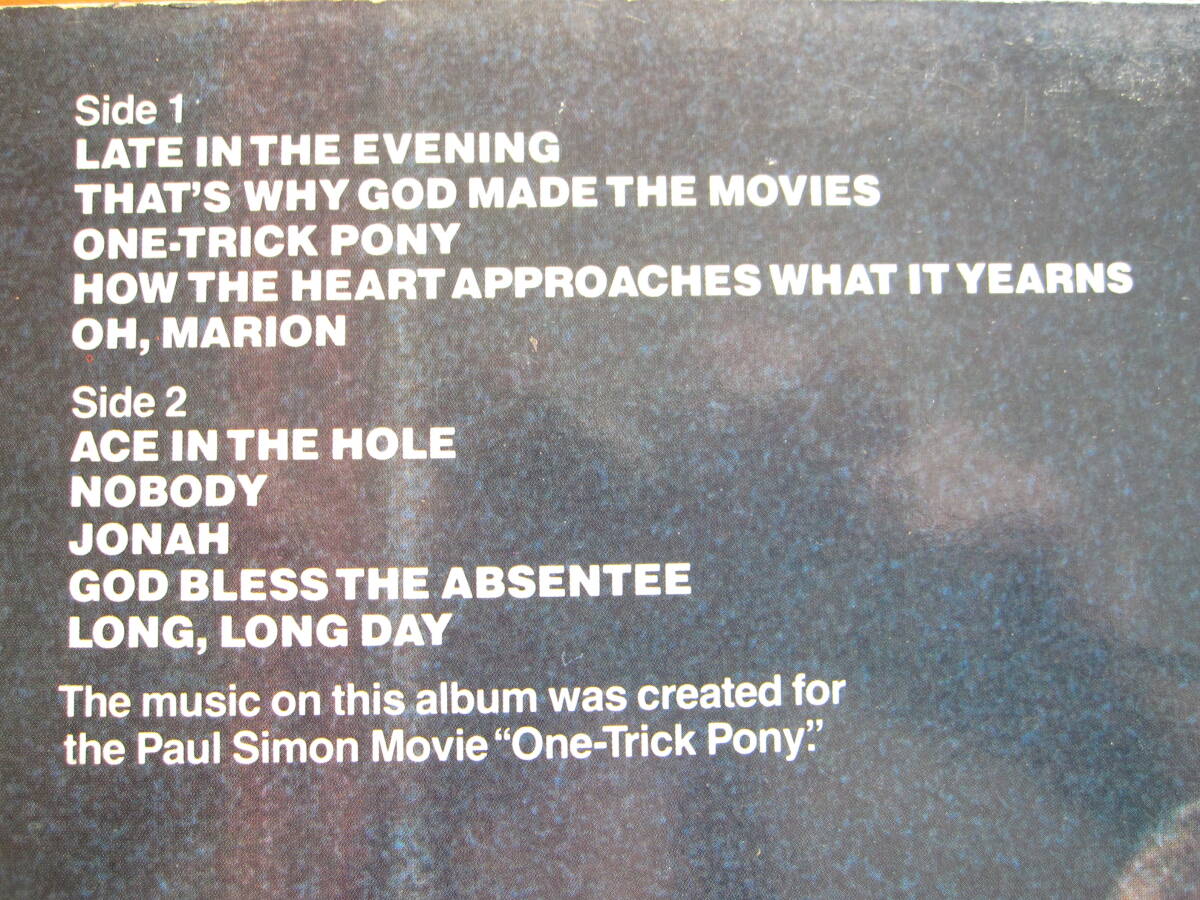 Side 1
LATE IN THE EVENING
THAT'S WHY GOD MADE THE MOVIES
ONE-TRICK PONY
HOW THE HEART APPROACHES WHAT IT YEARNS
OH, MARION
Side 2
ACE IN THE HOLE
NOBODY
JONAH
GOD BLESS THE ABSENTEE
LONG, LONG DAY
The music on this album was created for
the Paul Simon Movie “One-Trick Pony.”